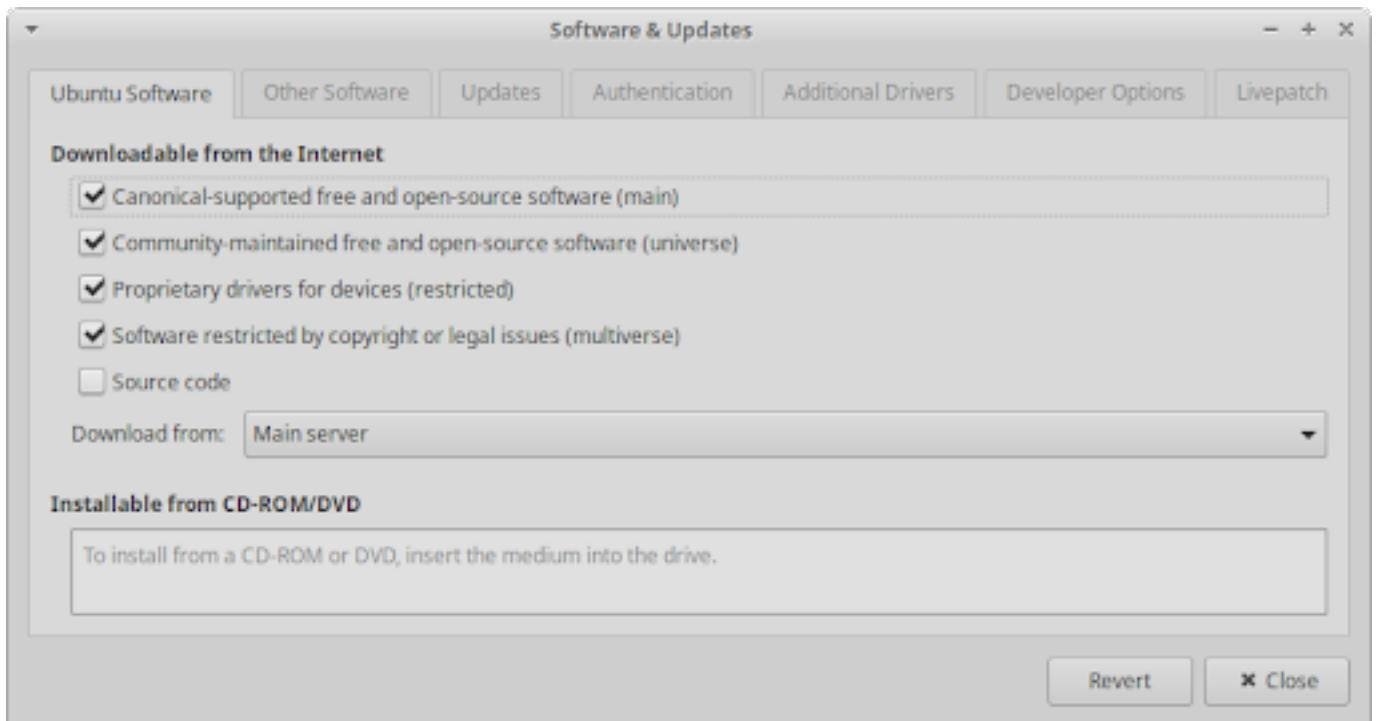 Software & Updates
Ubuntu Software Other Software Updates Authentication Additional Drivers Developer Options Livepatch
Downloadable from the Internet
Canonical-supported free and open-source software (main)
Community-maintained free and open-source software (universe)
Proprietary drivers for devices (restricted)
Software restricted by copyright or legal issues (multiverse)
Source code
Download from: Main server
Installable from CD-ROM/DVD
To install from a CD-ROM or DVD, insert the medium into the drive.
Revert Close